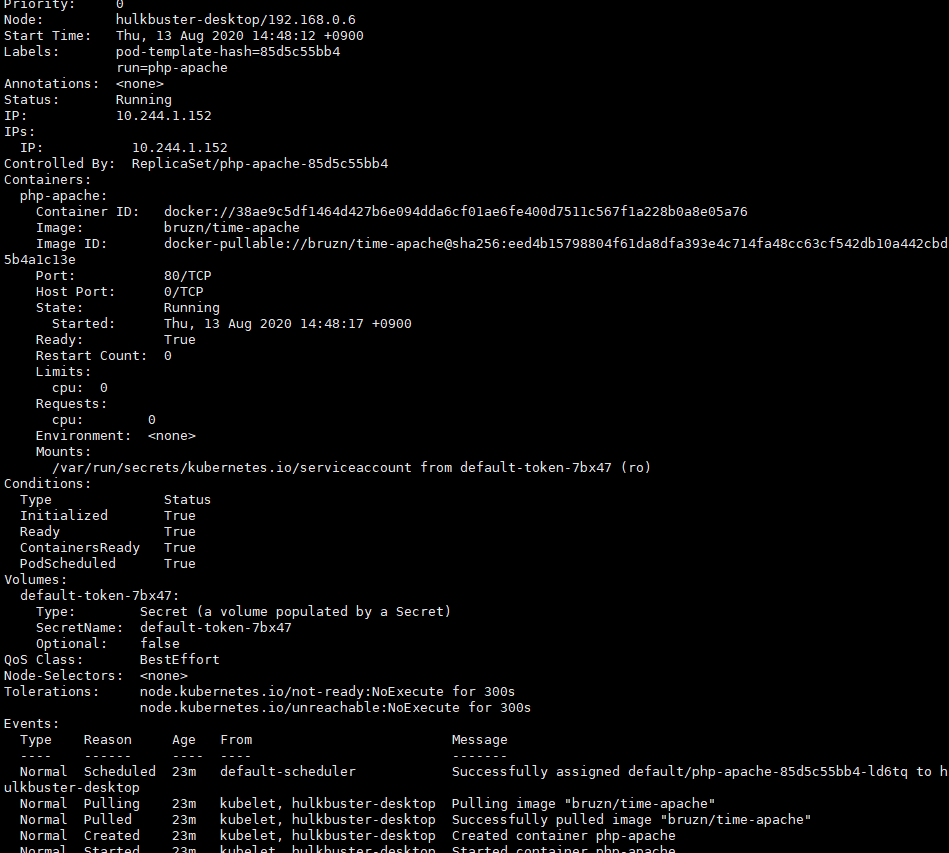 Priority:     0
Node:         hulkbuster-desktop/192.168.0.6
Start Time:   Thu, 13 Aug 2020 14:48:12 +0900
Labels:       pod-template-hash=85d5c55bb4
              run=php-apache
Annotations:  <none>
Status:       Running
IP:           10.244.1.152
IPs:
  IP:           10.244.1.152
Controlled By:  ReplicaSet/php-apache-85d5c55bb4
Containers:
  php-apache:
    Container ID:   docker://38ae9c5df1464d427b6e094dda6cf01ae6fe400d7511c567f1a228b0a8e05a76
    Image:          bruzn/time-apache
    Image ID:       docker-pullable://bruzn/time-apache@sha256:eed4b15798804f61da8dfa393e4c714fa48cc63cf542db10a442cbd
5b4a1c13e
    Port:           80/TCP
    Host Port:      0/TCP
    State:          Running
      Started:      Thu, 13 Aug 2020 14:48:17 +0900
    Ready:          True
    Restart Count:  0
    Limits:
      cpu:  0
    Requests:
      cpu:        0
    Environment:  <none>
    Mounts:
      /var/run/secrets/kubernetes.io/serviceaccount from default-token-7bx47 (ro)
Conditions:
  Type              Status
  Initialized       True
  Ready             True
  ContainersReady   True
  PodScheduled      True
Volumes:
  default-token-7bx47:
    Type:        Secret (a volume populated by a Secret)
    SecretName:  default-token-7bx47
    Optional:    false
QoS Class:       BestEffort
Node-Selectors:  <none>
Tolerations:     node.kubernetes.io/not-ready:NoExecute for 300s
                 node.kubernetes.io/unreachable:NoExecute for 300s
Events:
  Type    Reason     Age   From                         Message
  ----    ------     ----  ----                         -------
  Normal  Scheduled  23m   default-scheduler            Successfully assigned default/php-apache-85d5c55bb4-ld6tq to h
ulkbuster-desktop
  Normal  Pulling    23m   kubelet, hulkbuster-desktop  Pulling image "bruzn/time-apache"
  Normal  Pulled     23m   kubelet, hulkbuster-desktop  Successfully pulled image "bruzn/time-apache"
  Normal  Created    23m   kubelet, hulkbuster-desktop  Created container php-apache
  Normal  Started    23m   kubelet, hulkbuster-desktop  Started container php-apache